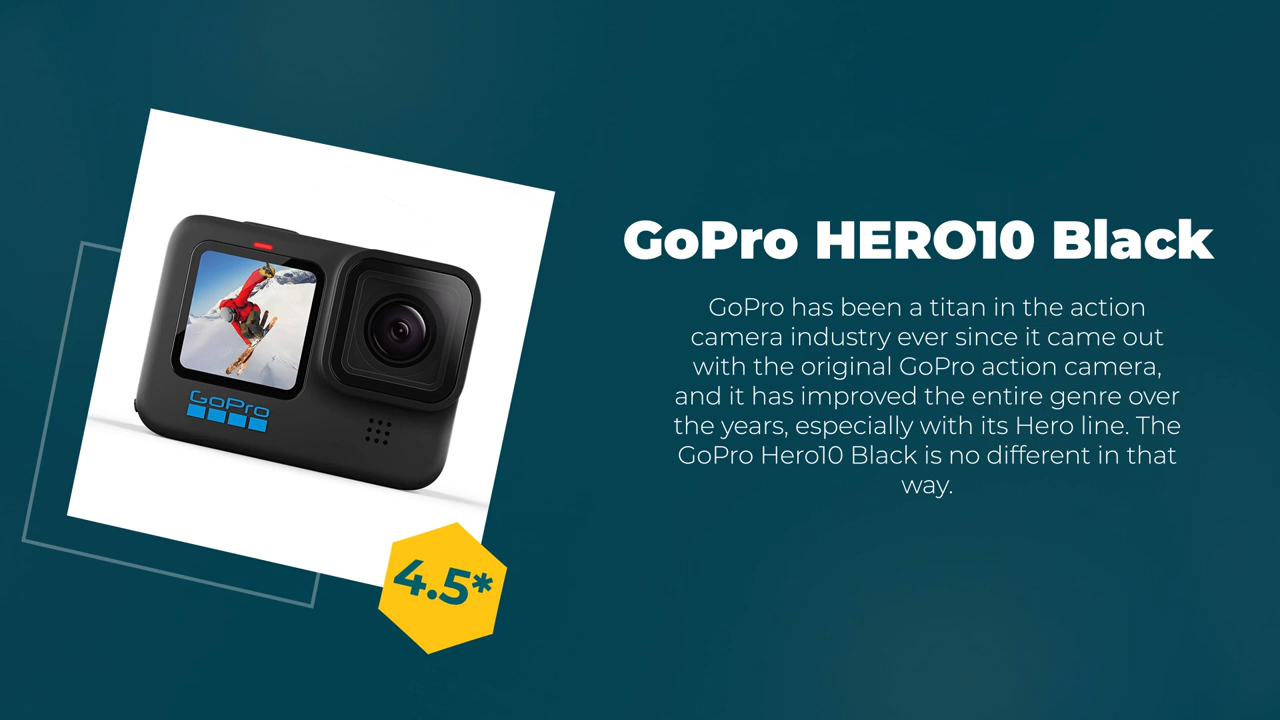 GoPro HERO10 Black
GoPro has been a titan in the action
camera industry ever since it came out
with the original GoPro action camera,
and it has improved the entire genre over
the years, especially with its Hero line. The
GoPro Hero10 Black is no different in that
way.
GoPro
4.5*